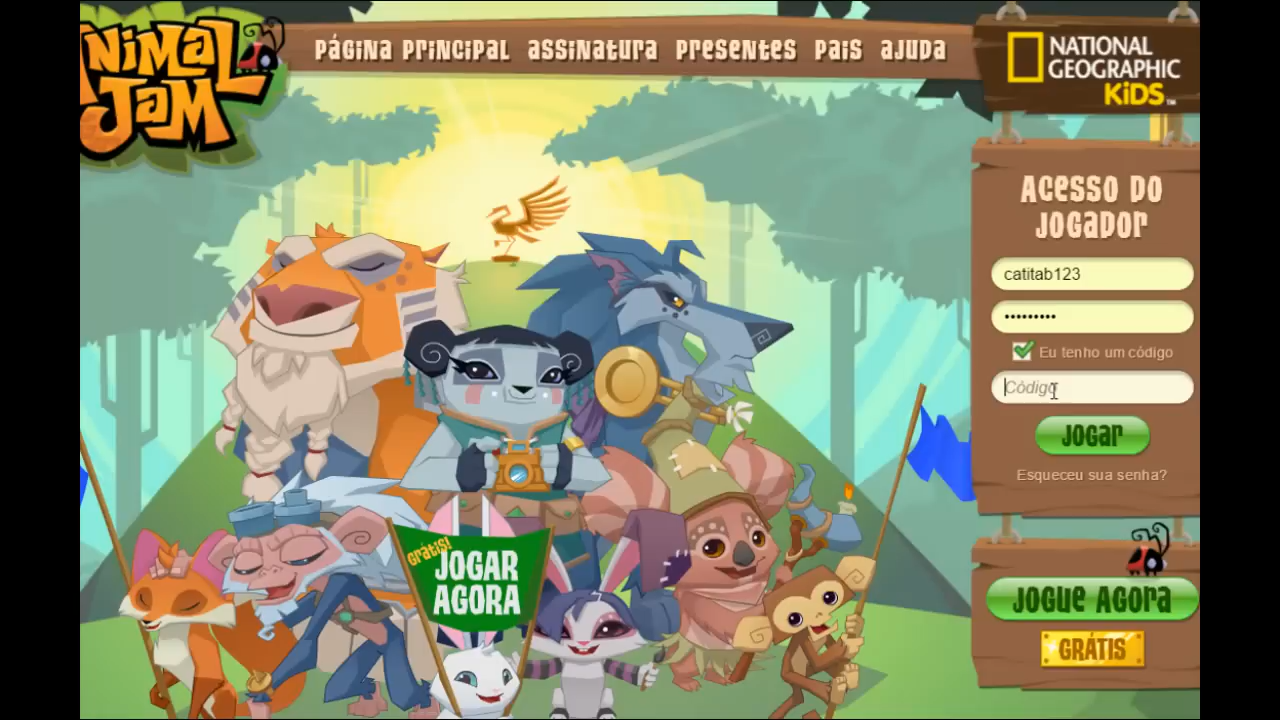 ANIMAL
JAM
PÁGINA PRINCIPAL ASSINATURA PRESENTES PAIS AJUDA
NATIONAL
GEOGRAPHIC
KiDS™
ACESSO DO
JOGADOR
catitab123
•••••••••
Eu tenho um código
Código
JOGAR
Esqueceu sua senha?
Grátis!
JOGAR
AGORA
JOGUE AGORA
GRÁTIS